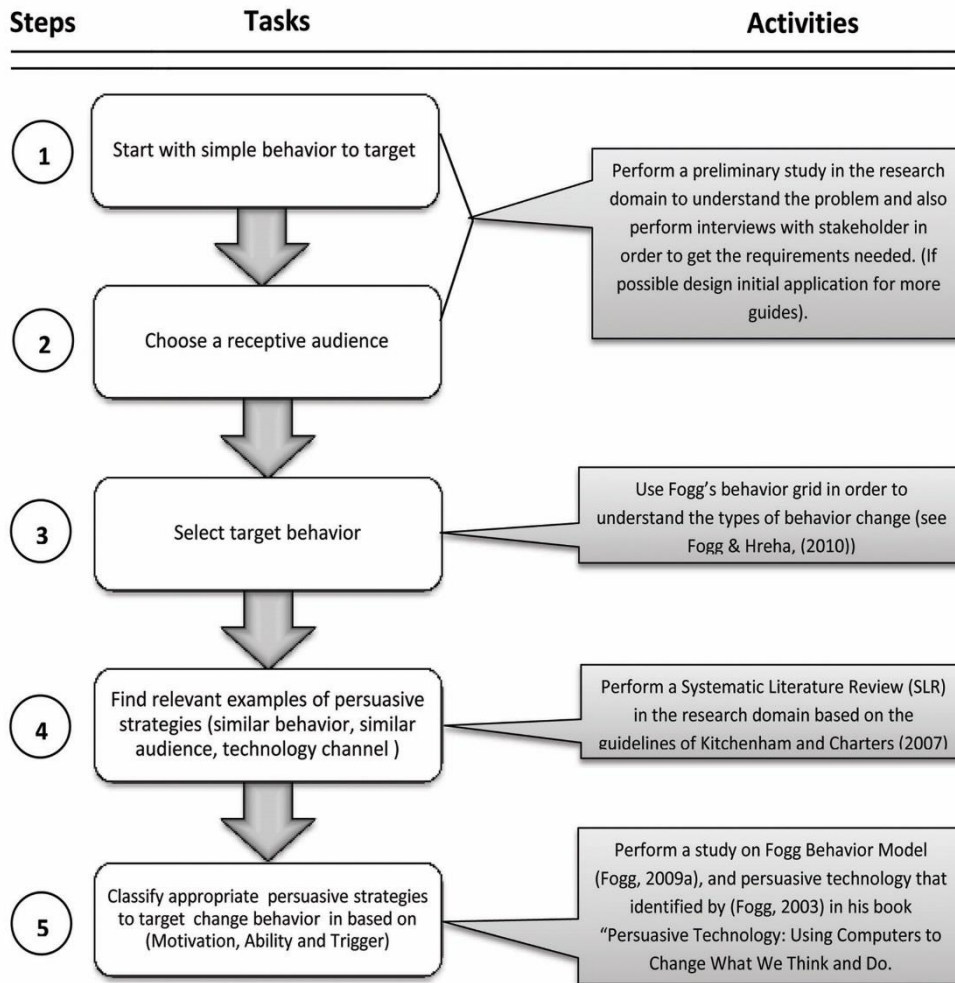 Steps
Tasks
Activities
1
Start with simple behavior to target
Perform a preliminary study in the research
domain to understand the problem and also
perform interviews with stakeholder in
order to get the requirements needed. (If
possible design initial application for more
guides).
2
Choose a receptive audience
3
Select target behavior
Use Fogg's behavior grid in order to
understand the types of behavior change (see
Fogg & Hreha, (2010))
4
Find relevant examples of persuasive
strategies (similar behavior, similar
audience, technology channel )
Perform a Systematic Literature Review (SLR)
in the research domain based on the
guidelines of Kitchenham and Charters (2007)
5
Classify appropriate persuasive strategies
to target change behavior in based on
(Motivation, Ability and Trigger)
Perform a study on Fogg Behavior Model
(Fogg, 2009a), and persuasive technology that
identified by (Fogg, 2003) in his book
“Persuasive Technology: Using Computers to
Change What We Think and Do.